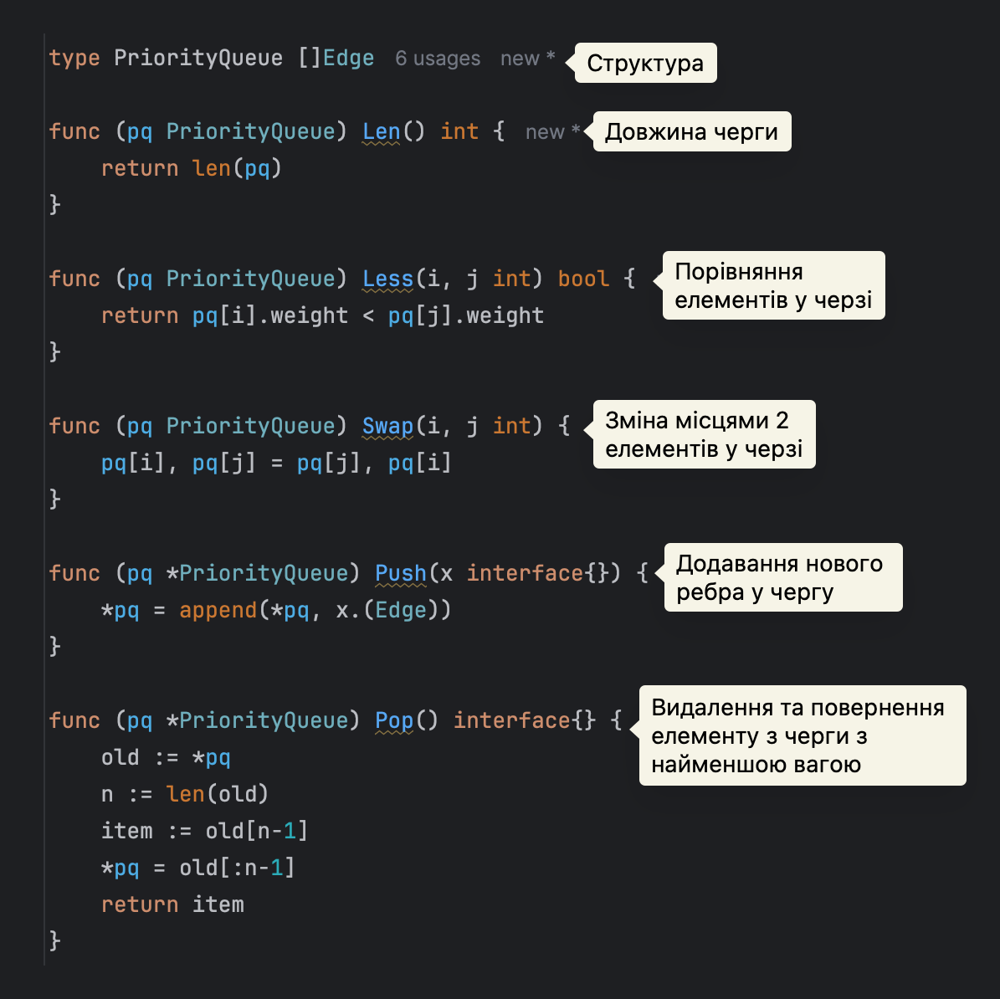 type PriorityQueue []Edge 6 usages new *
Структура
func (pq PriorityQueue) Len() int { new *
Довжина черги
return len(pq)
}
func (pq PriorityQueue) Less(i, j int) bool {
Порівняння
елементів у черзі
return pq[i].weight < pq[j].weight
}
func (pq PriorityQueue) Swap(i, j int) {
Зміна місцями 2
елементів у черзі
pq[i], pq[j] = pq[j], pq[i]
}
func (pq *PriorityQueue) Push(x interface{}) {
Додавання нового
ребра у чергу
*pq = append(*pq, x.(Edge))
}
func (pq *PriorityQueue) Pop() interface{} {
Видалення та повернення
елементу з черги з
найменшою вагою
old := *pq
n := len(old)
item := old[n-1]
*pq = old[:n-1]
return item
}